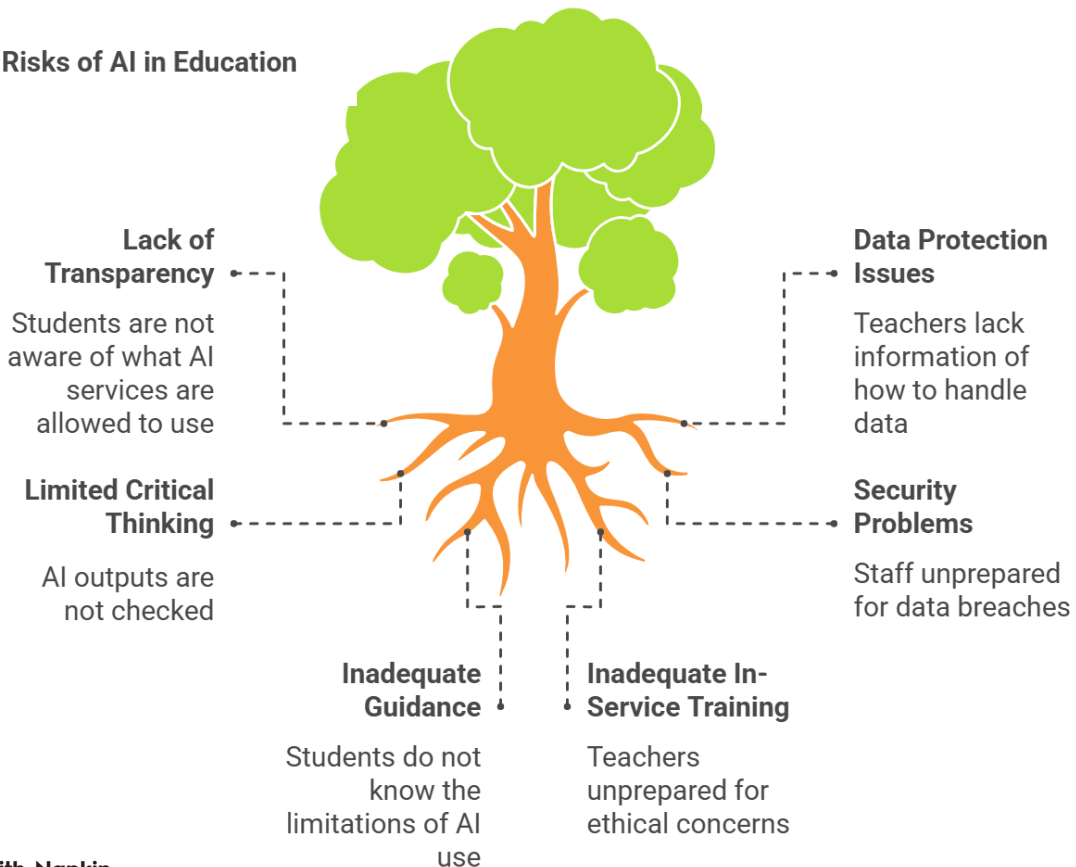 Risks of AI in Education
Lack of
Transparency
Students are not
aware of what AI
services are
allowed to use
Limited Critical
Thinking
AI outputs are
not checked
Inadequate
Guidance
Students do not
know the
limitations of AI
use
Inadequate In-
Service Training
Teachers
unprepared for
ethical concerns
Data Protection
Issues
Teachers lack
information of
how to handle
data
Security
Problems
Staff unprepared
for data breaches